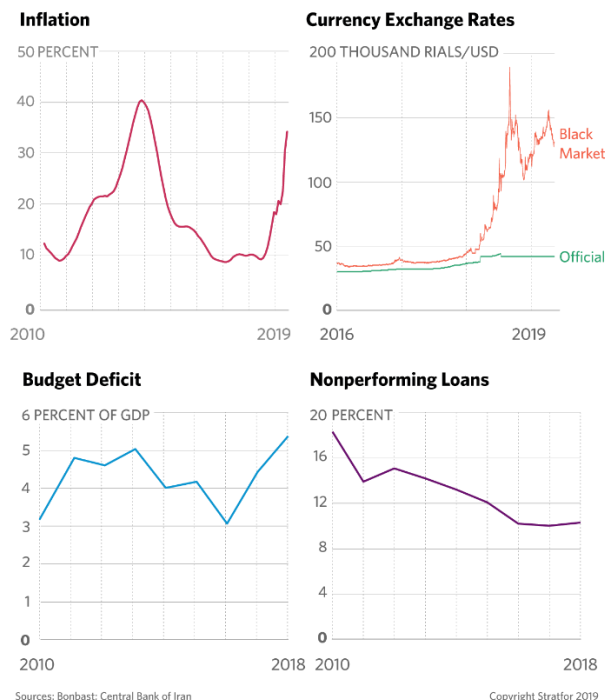 Inflation
50 PERCENT
40
30
20
10
0
2010
2019
Currency Exchange Rates
200 THOUSAND RIALS/USD
150
100
50
0
Black
Market
Official
2016
2019
Budget Deficit
6 PERCENT OF GDP
5
4
3
2
1
0
2010
2018
Nonperforming Loans
20 PERCENT
16
12
8
4
0
2010
2018
Sources: Bonbast; Central Bank of Iran
Copyright Stratfor 2019